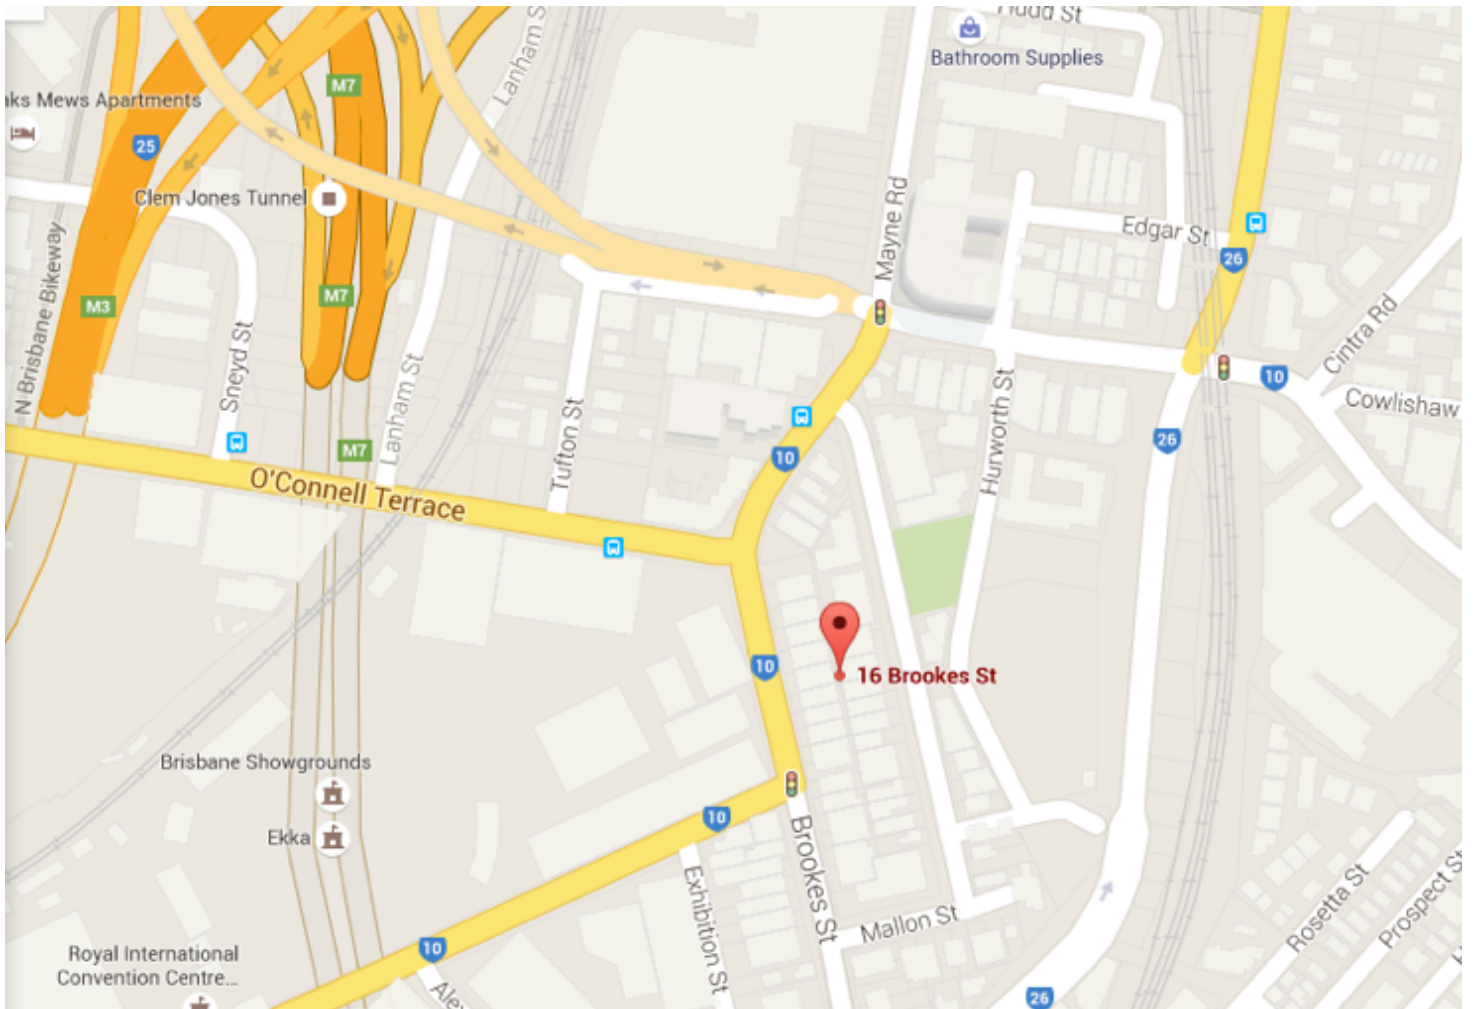 Hudd St
Bathroom Supplies
Lanham S
M7
aks Mews Apartments
25
Clem Jones Tunnel
Mayne Rd
Edgar St
26
N Brisbane Bikeway
M3
M7
Sneyd St
Lanham St
Cintra Rd
10
Cowlishaw
Hurworth St
Tufton St
M7
10
26
O'Connell Terrace
10
16 Brookes St
Brisbane Showgrounds
Ekka
10
Brookes St
Exhibition St
Mallon St
Rosetta St
Prospect St
10
Royal International
Convention Centre...
Alex
26
H